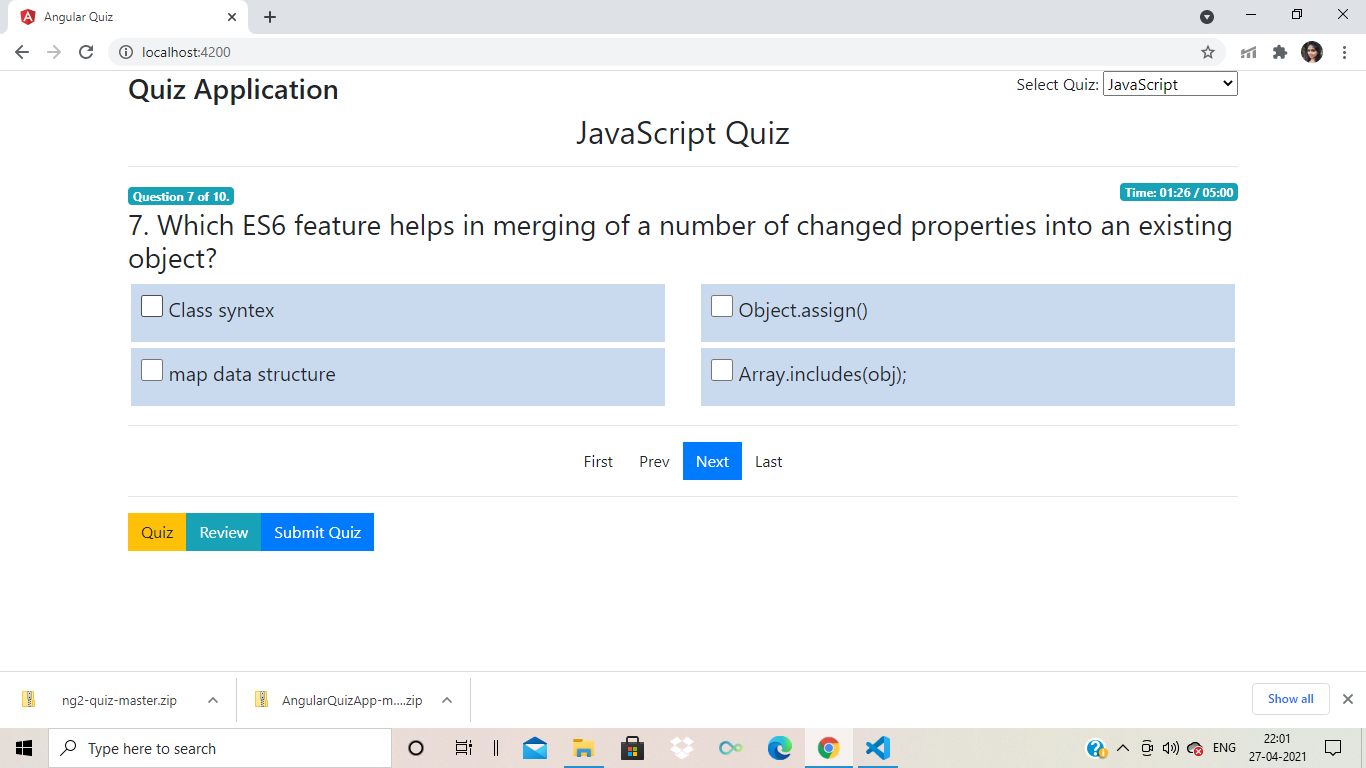 Angular Quiz
localhost:4200
Quiz Application
Select Quiz: JavaScript
JavaScript Quiz
Question 7 of 10.
Time: 01:26 / 05:00
7. Which ES6 feature helps in merging of a number of changed properties into an existing
object?
Class syntex
Object.assign()
map data structure
Array.includes(obj);
First Prev Next Last
Quiz Review Submit Quiz
ng2-quiz-master.zip
AngularQuizApp-m....zip
Show all
Type here to search
ENG
22:01
27-04-2021